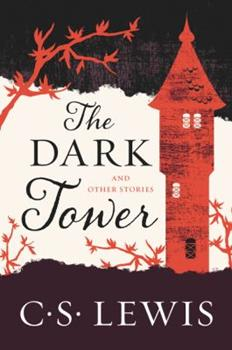 The
DARK
AND
OTHER STORIES
Tower
C·S·LEWIS